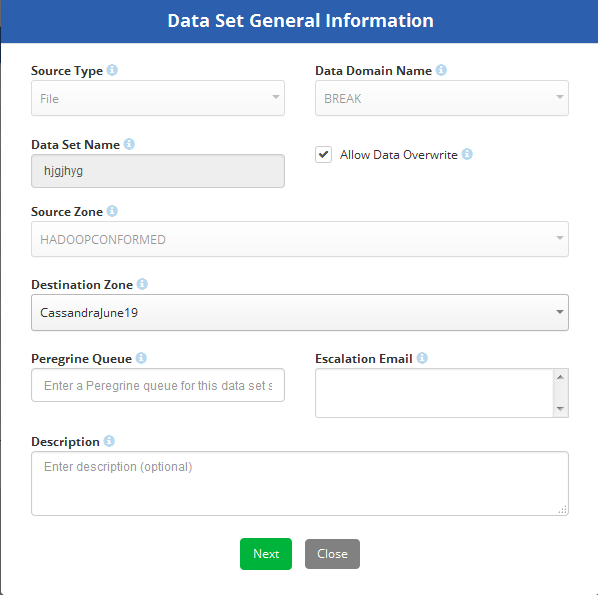 Data Set General Information
Source Type
Data Domain Name
File
BREAK
Data Set Name
Allow Data Overwrite
hjgjhyg
Source Zone
HADOOPCONFORMED
Destination Zone
CassandraJune19
Peregrine Queue
Escalation Email
Enter a Peregrine queue for this data set s
Description
Enter description (optional)
Next
Close